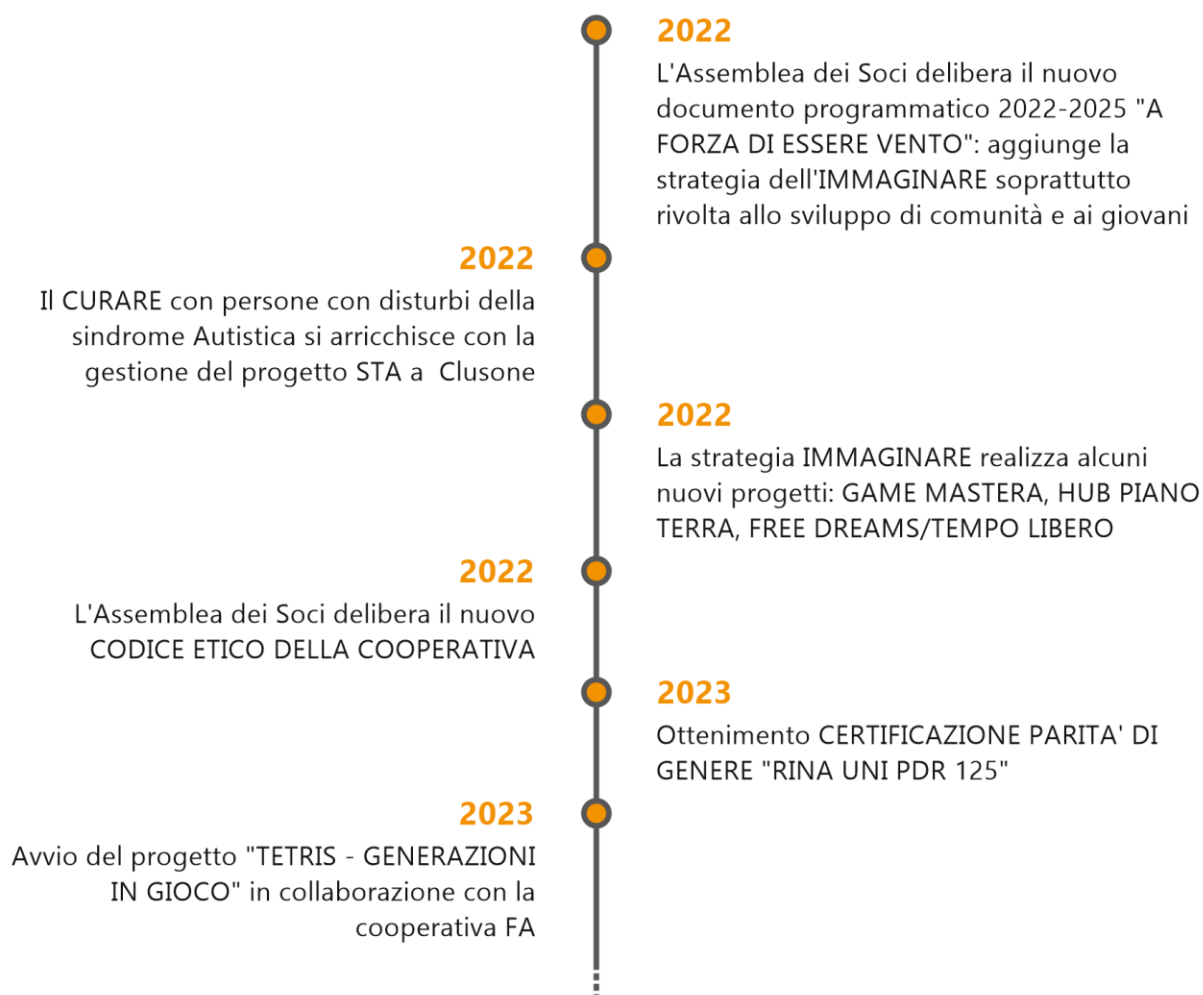 2022
L'Assemblea dei Soci delibera il nuovo
documento programmatico 2022-2025 "A
FORZA DI ESSERE VENTO": aggiunge la
strategia dell'IMMAGINARE soprattutto
rivolta allo sviluppo di comunità e ai giovani
2022
Il CURARE con persone con disturbi della
sindrome Autistica si arricchisce con la
gestione del progetto STA a Clusone
2022
La strategia IMMAGINARE realizza alcuni
nuovi progetti: GAME MASTERA, HUB PIANO
TERRA, FREE DREAMS/TEMPO LIBERO
2022
L'Assemblea dei Soci delibera il nuovo
CODICE ETICO DELLA COOPERATIVA
2023
Ottenimento CERTIFICAZIONE PARITA' DI
GENERE "RINA UNI PDR 125"
2023
Avvio del progetto "TETRIS - GENERAZIONI
IN GIOCO" in collaborazione con la
cooperativa FA